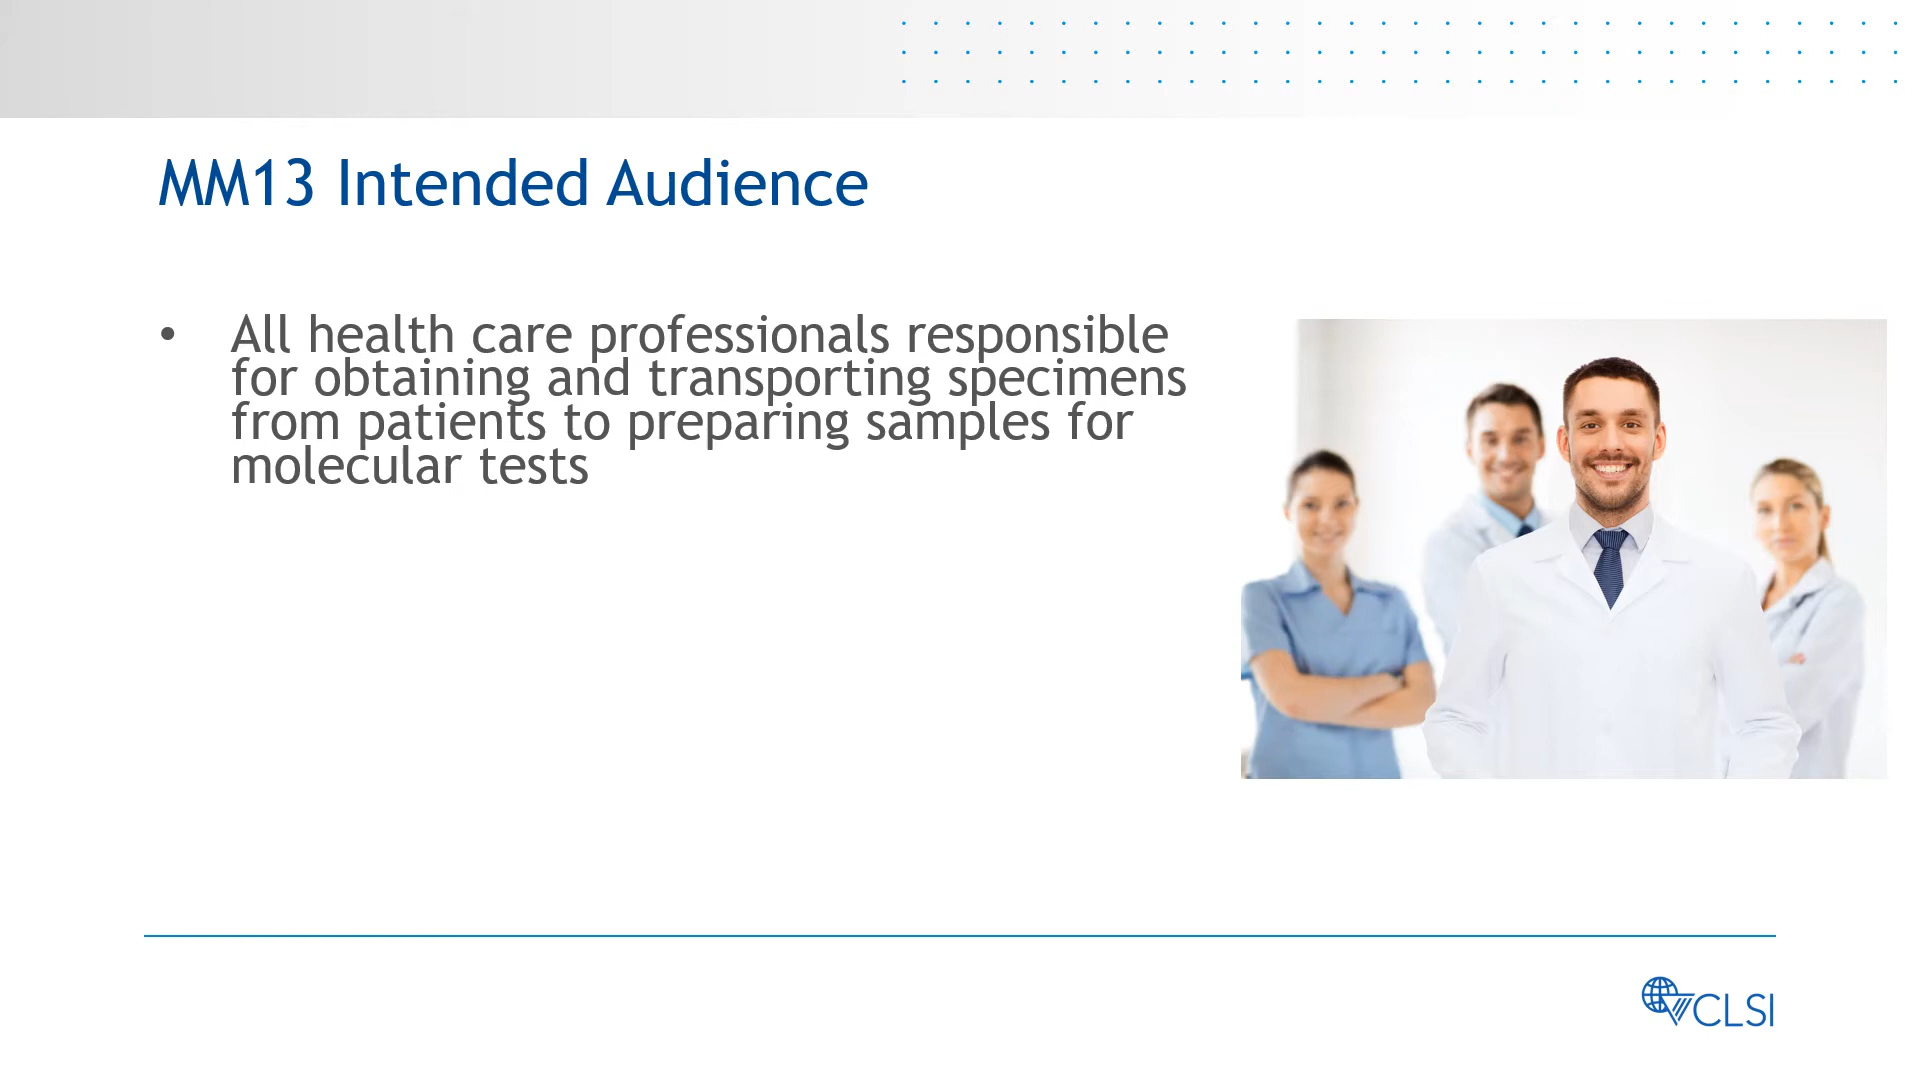 MM13 Intended Audience
• All health care professionals responsible
for obtaining and transporting specimens
from patients to preparing samples for
molecular tests
CLSI